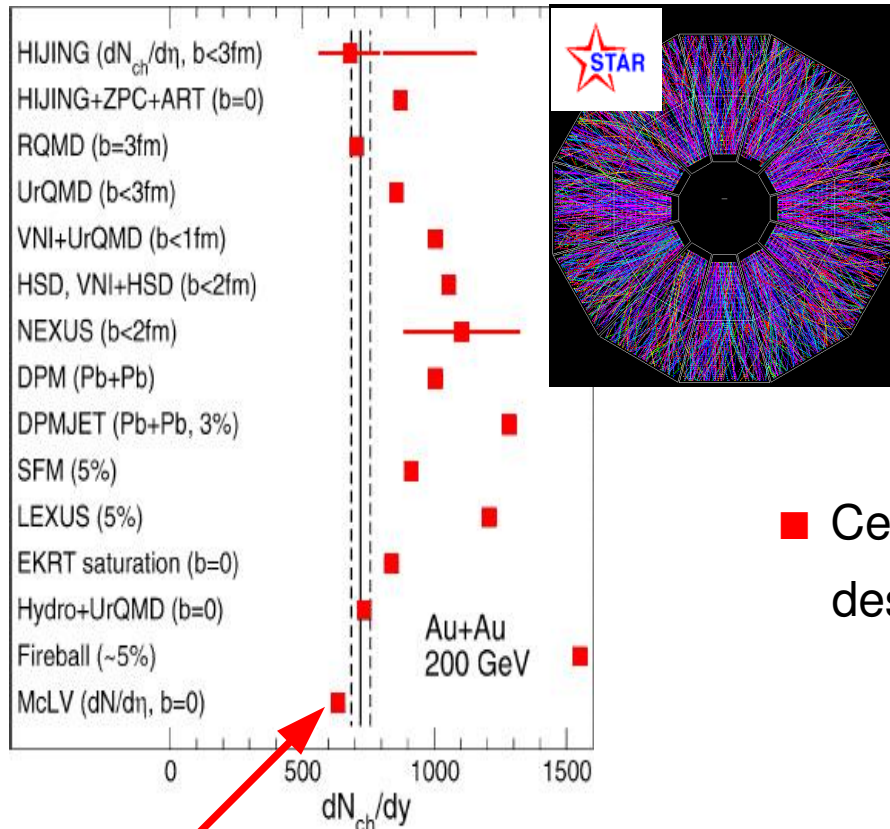 HIJING (dN_ch/dη, b<3fm)
HIJING+ZPC+ART (b=0)
RQMD (b=3fm)
UrQMD (b<3fm)
VNI+UrQMD (b<1fm)
HSD, VNI+HSD (b<2fm)
NEXUS (b<2fm)
DPM (Pb+Pb)
DPMJET (Pb+Pb, 3%)
SFM (5%)
LEXUS (5%)
EKRT saturation (b=0)
Hydro+UrQMD (b=0)
Fireball (~5%)
McLV (dN/dη, b=0)
Au+Au
200 GeV
0 500 1000 1500
dN_ch/dy
STAR
Ce
des